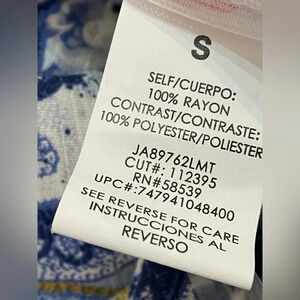 S
SELF/CUERPO:
100% RAYON
CONTRAST/CONTRASTE:
100% POLYESTER/POLIESTER
JA89762LMT
CUT#: 112395
RN#58539
UPC#:747941048400
SEE REVERSE FOR CARE
INSTRUCCIONES AL
REVERSO